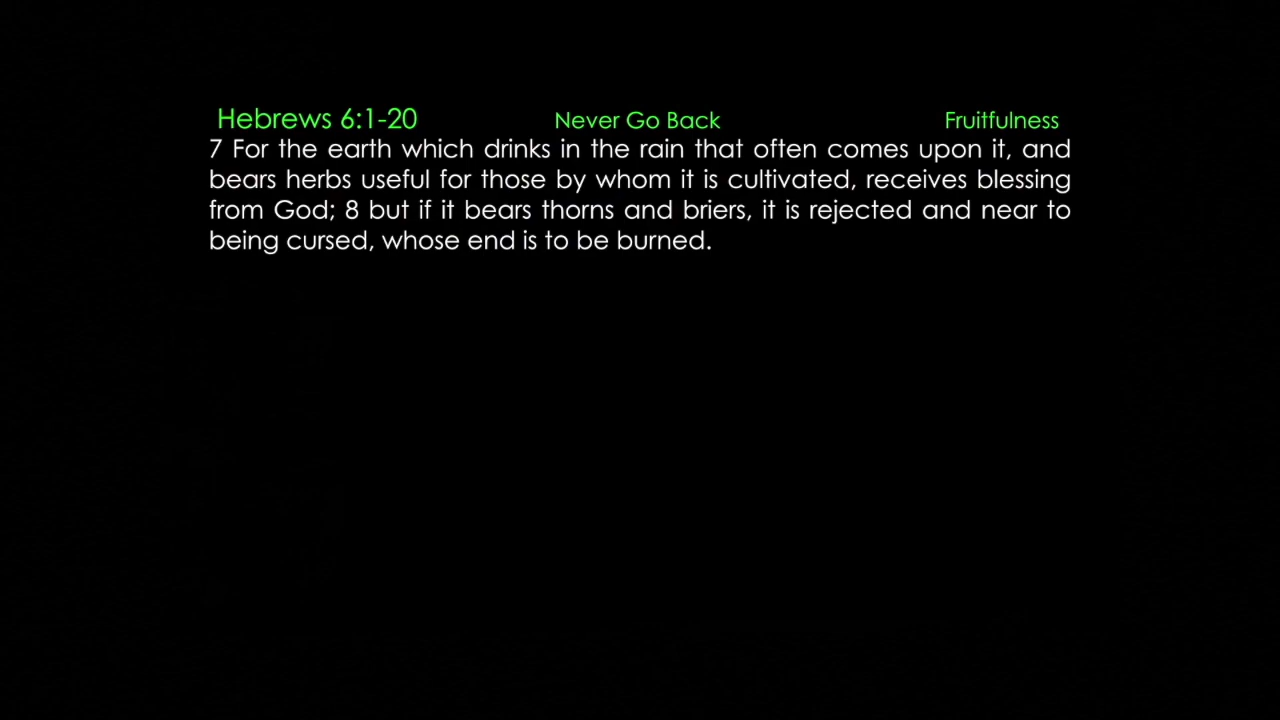 Hebrews 6:1-20 Never Go Back Fruitfulness
7 For the earth which drinks in the rain that often comes upon it, and
bears herbs useful for those by whom it is cultivated, receives blessing
from God; 8 but if it bears thorns and briers, it is rejected and near to
being cursed, whose end is to be burned.